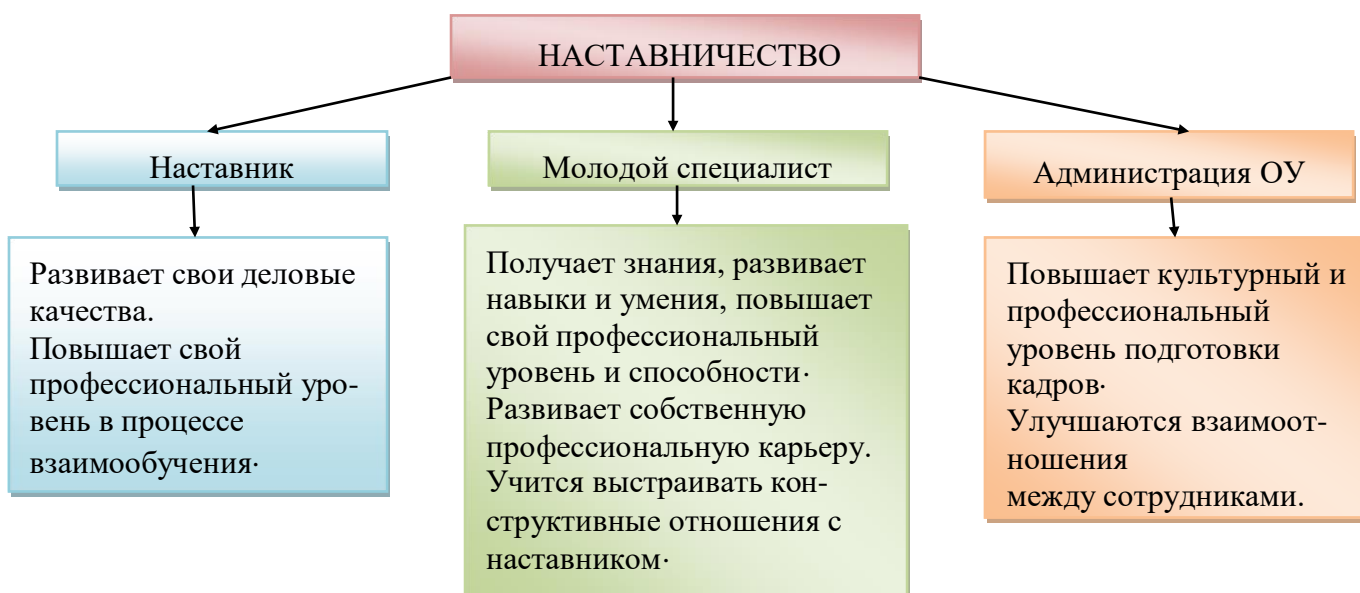 НАСТАВНИЧЕСТВО
Наставник
Молодой специалист
Администрация ОУ
Развивает свои деловые
качества.
Повышает свой
профессиональный уро-
вень в процессе
взаимообучения·
Получает знания, развивает
навыки и умения, повышает
свой профессиональный
уровень и способности·
Развивает собственную
профессиональную карьеру.
Учится выстраивать кон-
структивные отношения с
наставником·
Повышает культурный и
профессиональный
уровень подготовки
кадров·
Улучшаются взаимоот-
ношения
между сотрудниками.